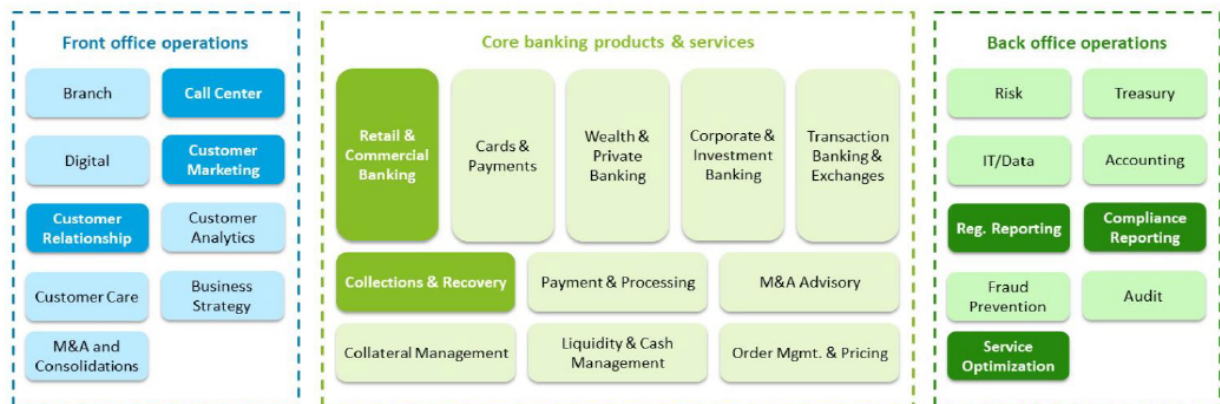 Front office operations
Branch
Call Center
Digital
Customer
Marketing
Customer
Relationship
Customer
Analytics
Customer Care
Business
Strategy
M&A and
Consolidations
Core banking products & services
Retail &
Commercial
Banking
Cards &
Payments
Wealth &
Private
Banking
Corporate &
Investment
Banking
Transaction
Banking &
Exchanges
Collections & Recovery
Payment & Processing
M&A Advisory
Collateral Management
Liquidity & Cash
Management
Order Mgmt. & Pricing
Back office operations
Risk
Treasury
IT/Data
Accounting
Reg. Reporting
Compliance
Reporting
Fraud
Prevention
Audit
Service
Optimization